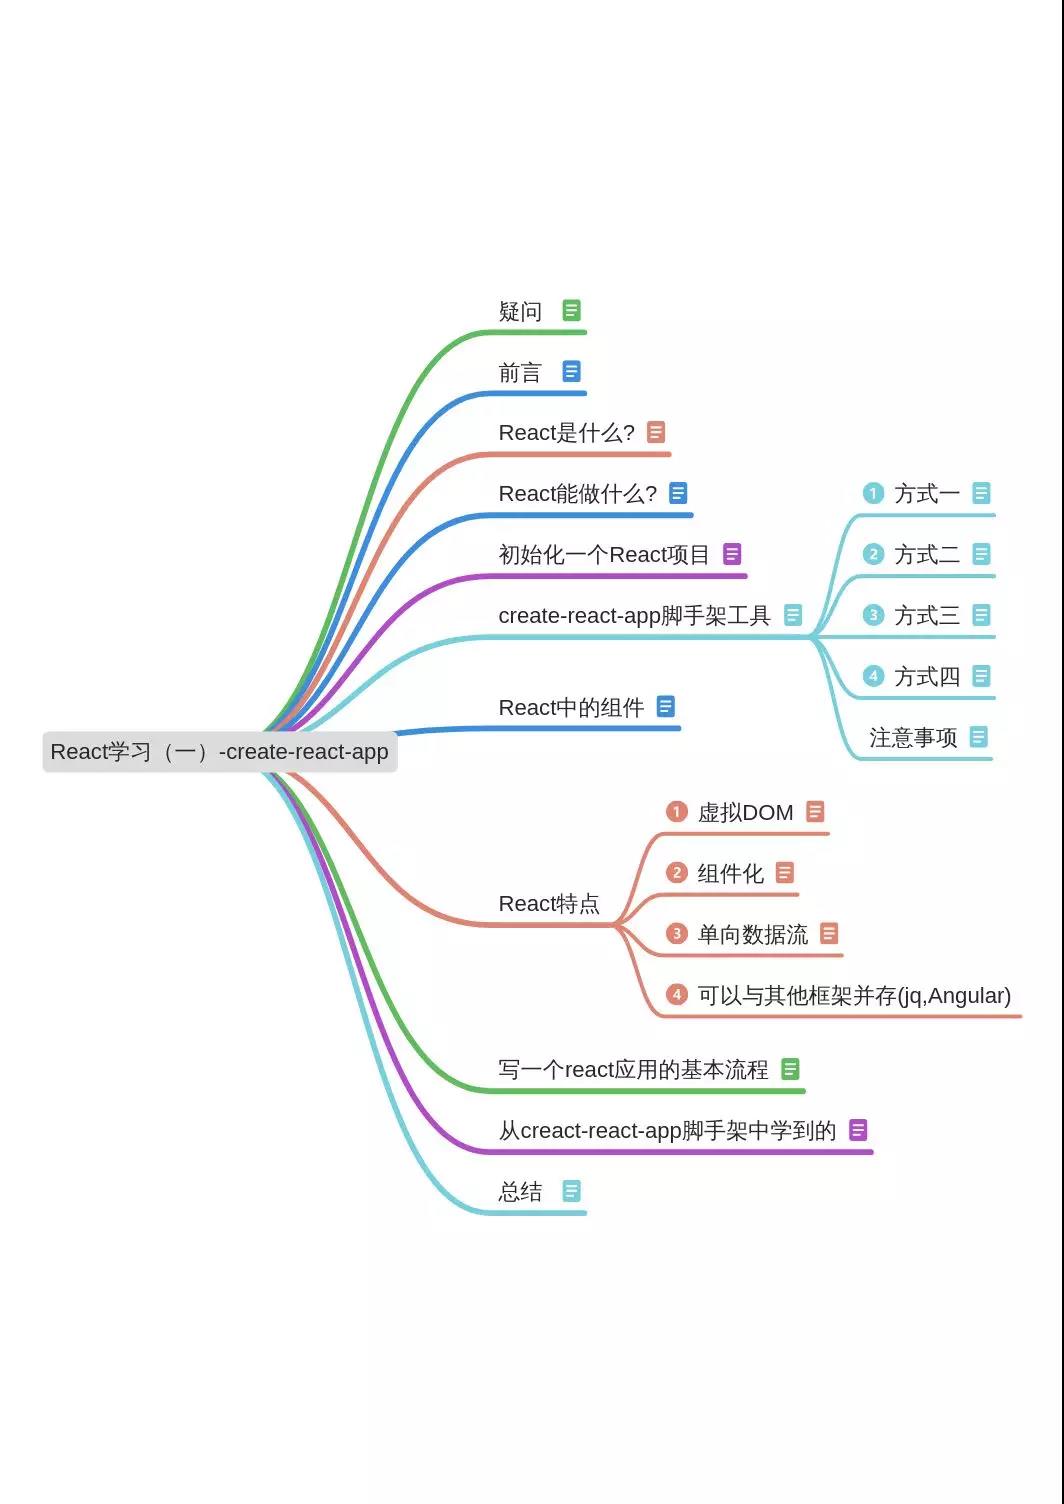 疑问
前言
React是什么?
React能做什么?
初始化一个React项目
create-react-app脚手架工具
1 方式一
2 方式二
3 方式三
4 方式四
注意事项
React中的组件
React学习（一）-create-react-app
React特点
1 虚拟DOM
2 组件化
3 单向数据流
4 可以与其他框架并存(jq,Angular)
写一个react应用的基本流程
从creact-react-app脚手架中学到的
总结